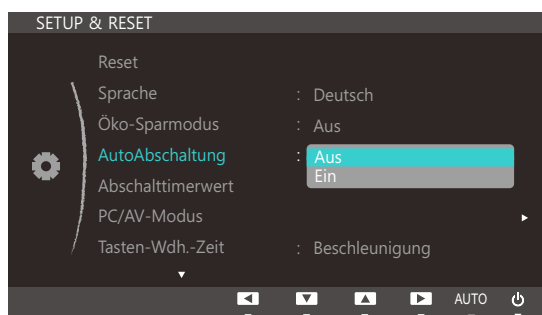 SETUP & RESET
Reset
Sprache : Deutsch
Öko-Sparmodus : Aus
AutoAbschaltung : Aus
Ein
Abschalttimerwert
PC/AV-Modus
Tasten-Wdh.-Zeit : Beschleunigung
AUTO